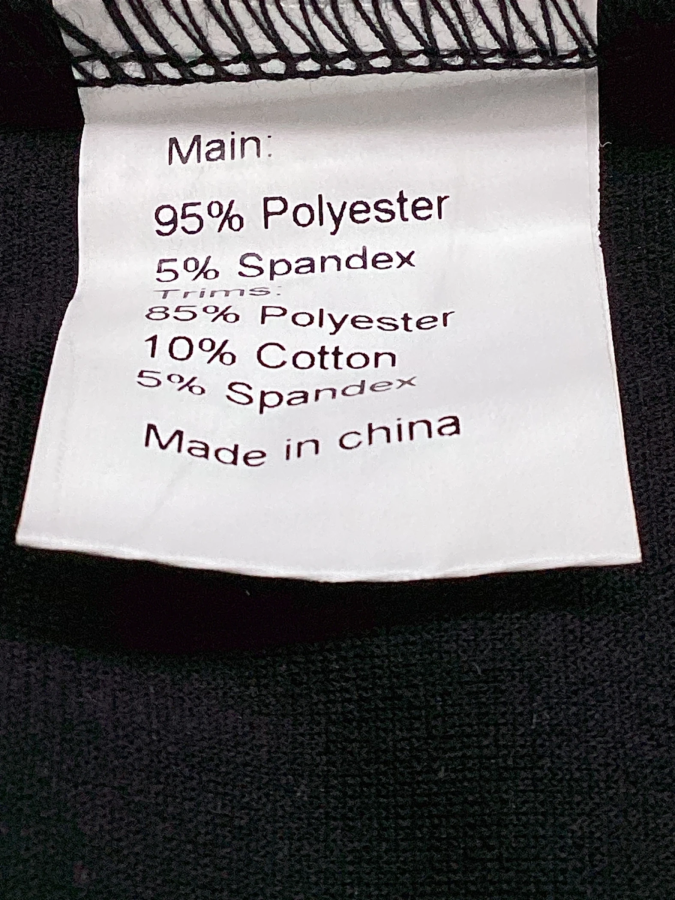 Main:
95% Polyester
5% Spandex
Trims:
85% Polyester
10% Cotton
5% Spandex
Made in china